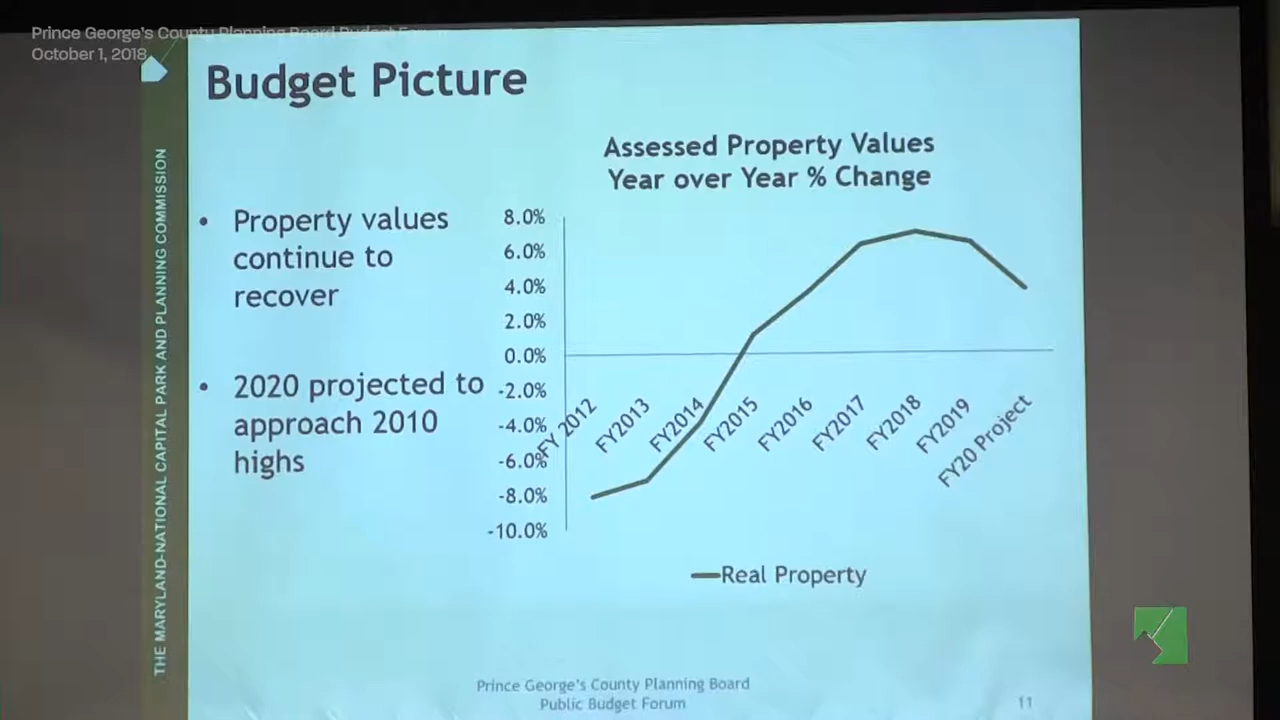 Prince George's County Planning Board Budget Forum
October 1, 2018
THE MARYLAND-NATIONAL CAPITAL PARK AND PLANNING COMMISSION
Budget Picture
• Property values
continue to
recover
• 2020 projected to
approach 2010
highs
Assessed Property Values
Year over Year % Change
8.0%
6.0%
4.0%
2.0%
0.0%
-2.0%
-4.0%
-6.0%
-8.0%
-10.0%
FY 2012
FY2013
FY2014
FY2015
FY2016
FY2017
FY2018
FY2019
FY20 Project
Real Property
Prince George's County Planning Board
Public Budget Forum
11